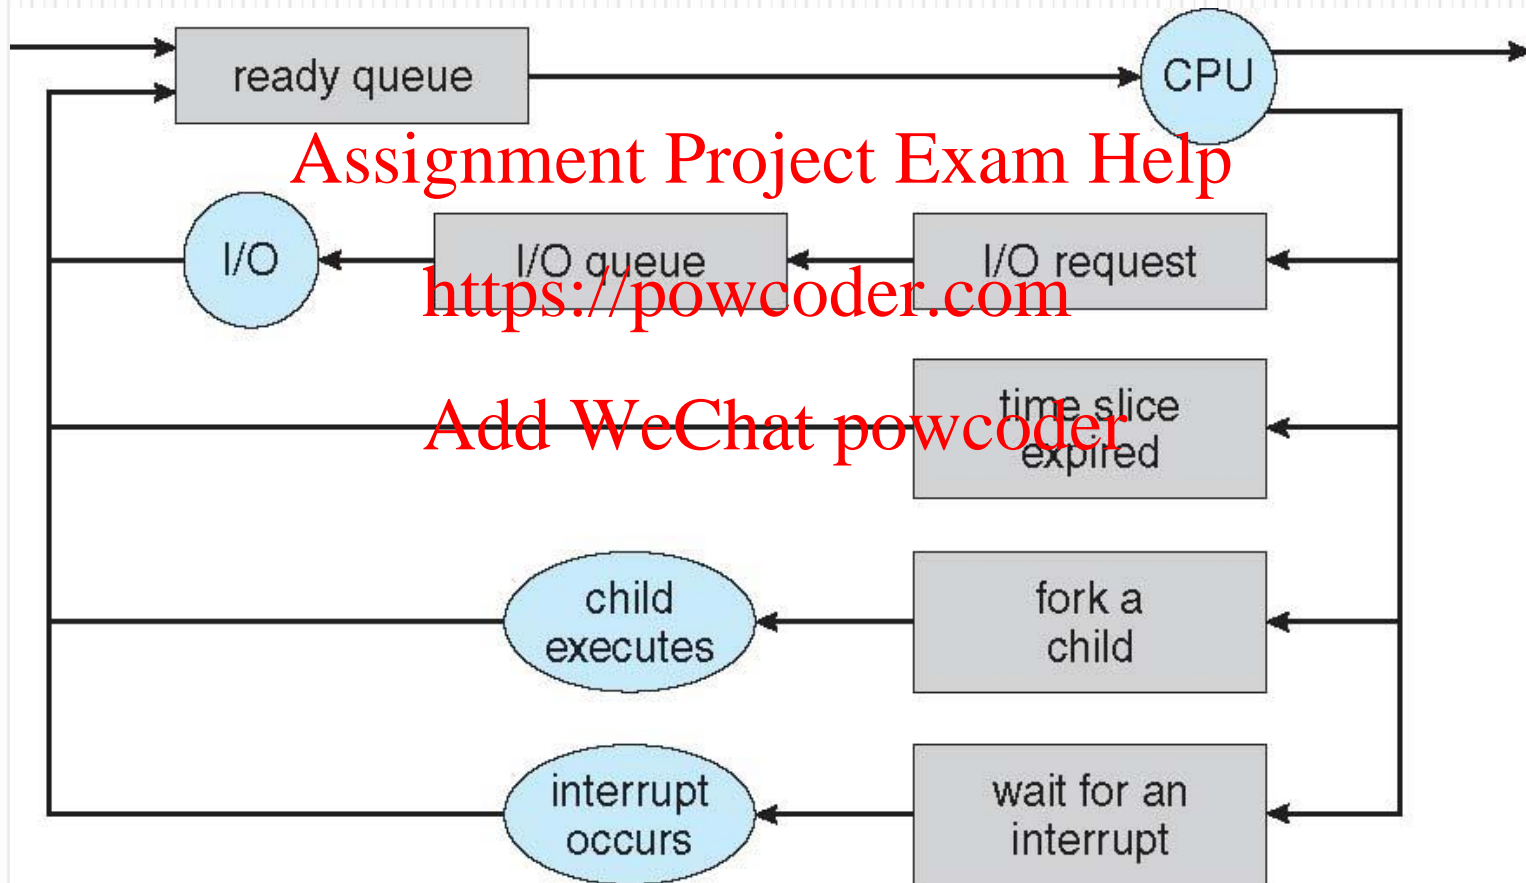 ready queue
CPU
Assignment Project Exam Help
I/O
I/O queue
I/O request
https://powcoder.com
time slice
expired
Add WeChat powcoder
child
executes
fork a
child
interrupt
occurs
wait for an
interrupt